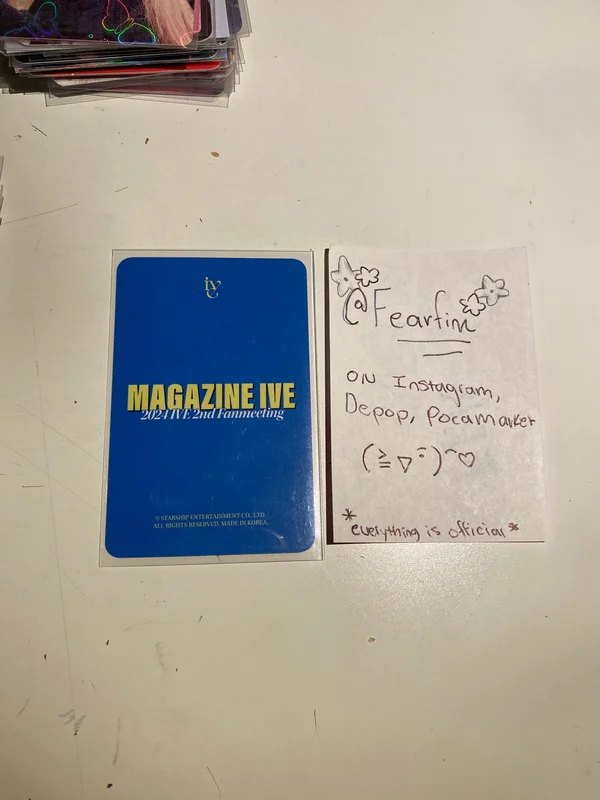 ive
MAGAZINE IVE
2024 IVE 2nd Fanmeeting
© STARSHIP ENTERTAINMENT CO., LTD.
ALL RIGHTS RESERVED. MADE IN KOREA.
@Fearfim
ON Instagram,
Depop, Pocamarket
(≧▽ᵔ)~♡
*everything is official*